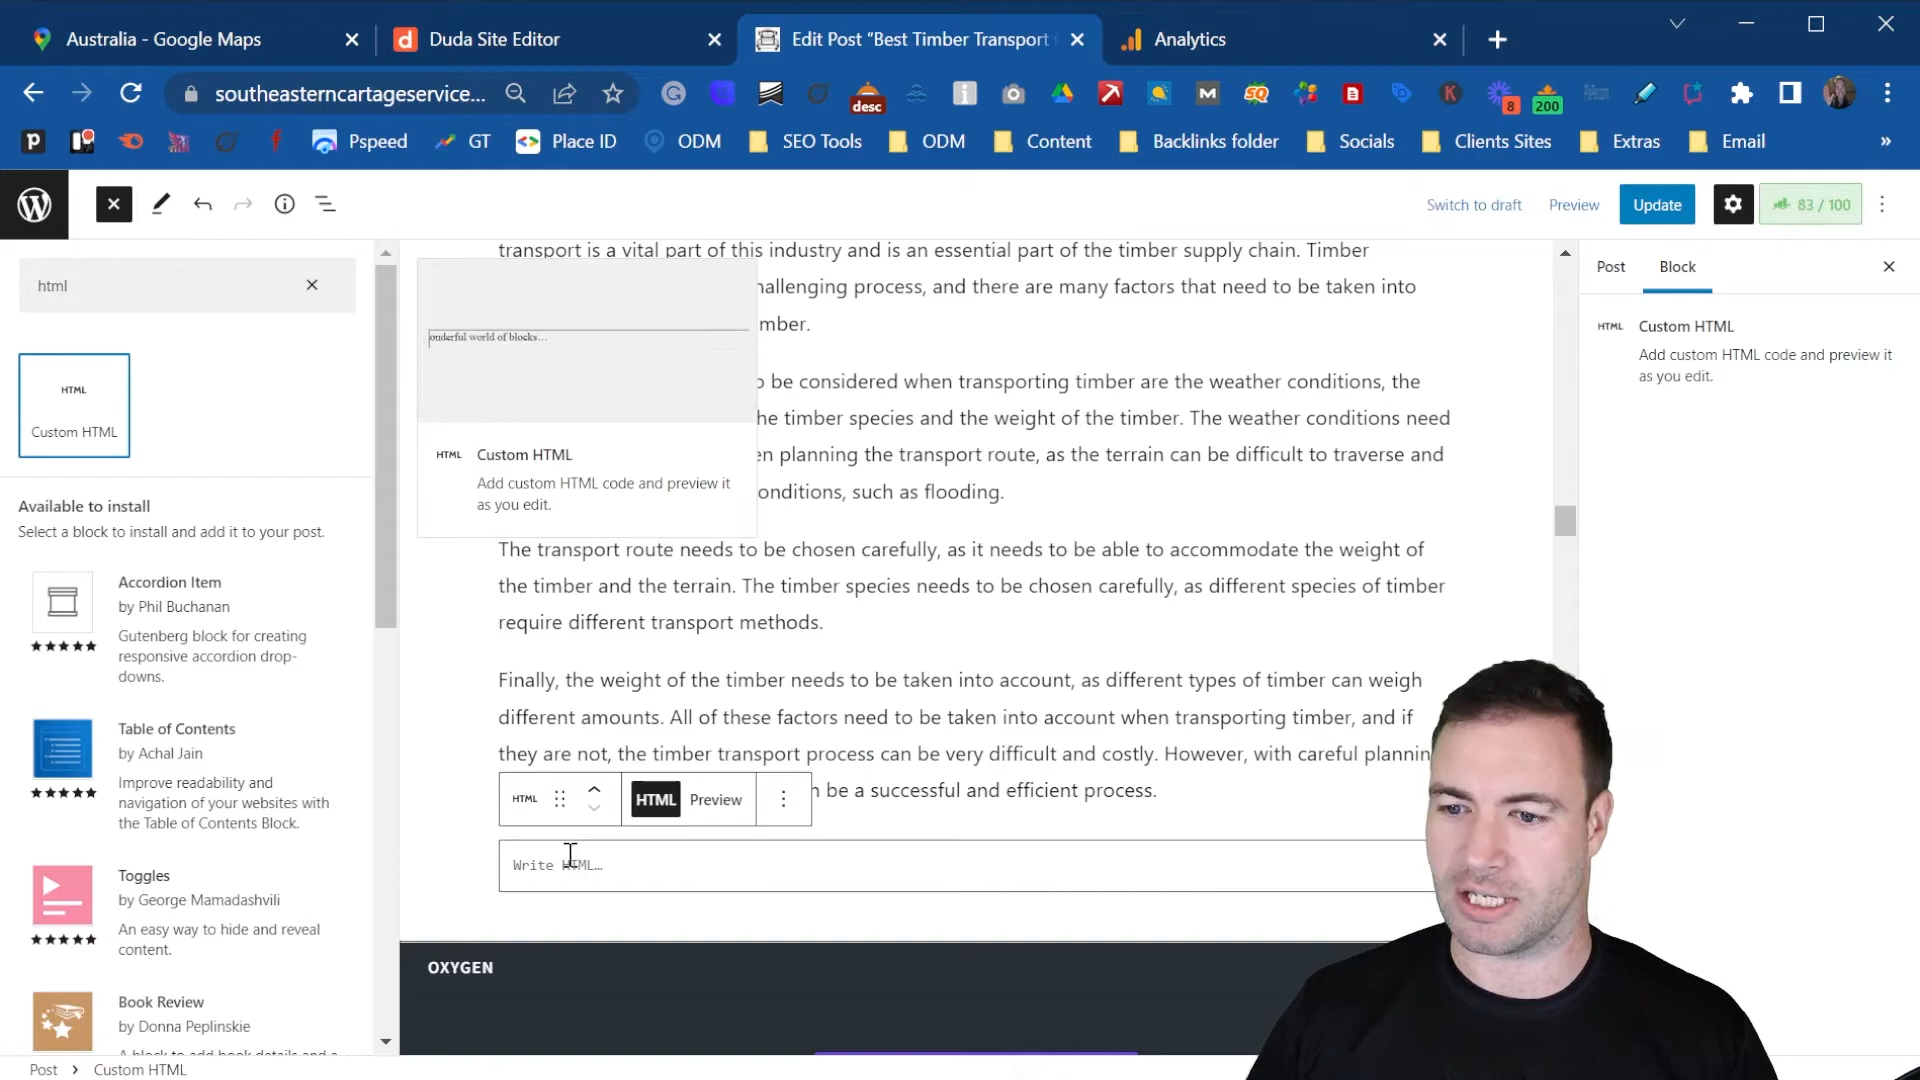 Australia - Google Maps
Duda Site Editor
Edit Post "Best Timber Transport
Analytics
southeasterncartageservice...
desc
8
200
Pspeed
GT
Place ID
ODM
SEO Tools
ODM
Content
Backlinks folder
Socials
Clients Sites
Extras
Email
»
Switch to draft
Preview
Update
83 / 100
html
HTML
Custom HTML
Available to install
Select a block to install and add it to your post.
Accordion Item
by Phil Buchanan
Gutenberg block for creating
responsive accordion drop-
downs.
Table of Contents
by Achal Jain
Improve readability and
navigation of your websites with
the Table of Contents Block.
Toggles
by George Mamadashvili
An easy way to hide and reveal
content.
Book Review
by Donna Peplinskie
A block to add book details and a
onderful world of blocks...
HTML
Custom HTML
Add custom HTML code and preview it
as you edit.
transport is a vital part of this industry and is an essential part of the timber supply chain. Timber
hallenging process, and there are many factors that need to be taken into
mber.
o be considered when transporting timber are the weather conditions, the
he timber species and the weight of the timber. The weather conditions need
en planning the transport route, as the terrain can be difficult to traverse and
onditions, such as flooding.
The transport route needs to be chosen carefully, as it needs to be able to accommodate the weight of
the timber and the terrain. The timber species needs to be chosen carefully, as different species of timber
require different transport methods.
Finally, the weight of the timber needs to be taken into account, as different types of timber can weigh
different amounts. All of these factors need to be taken into account when transporting timber, and if
they are not, the timber transport process can be very difficult and costly. However, with careful plannin
n be a successful and efficient process.
HTML
HTML
Preview
Write HTML…
OXYGEN
Post
Block
HTML
Custom HTML
Add custom HTML code and preview it
as you edit.
Post
Custom HTML